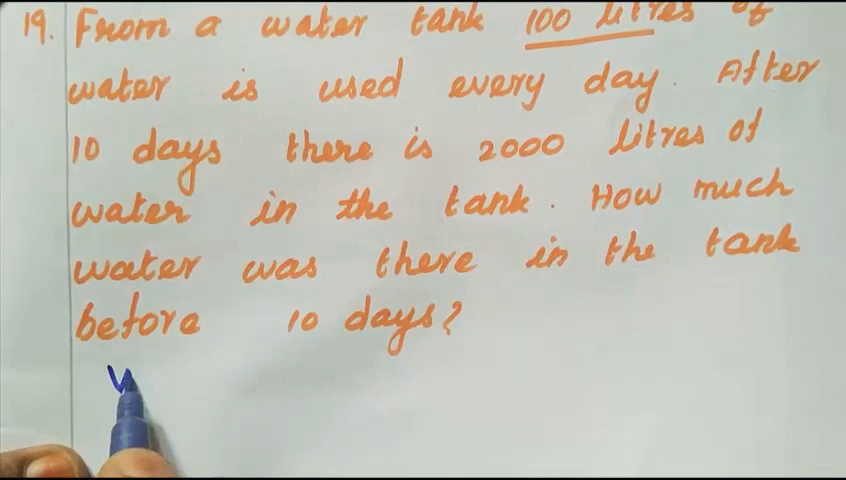 19. From a water tank 100 litres of
water is used every day. After
10 days there is 2000 litres of
water in the tank. How much
water was there in the tank
before 10 days?